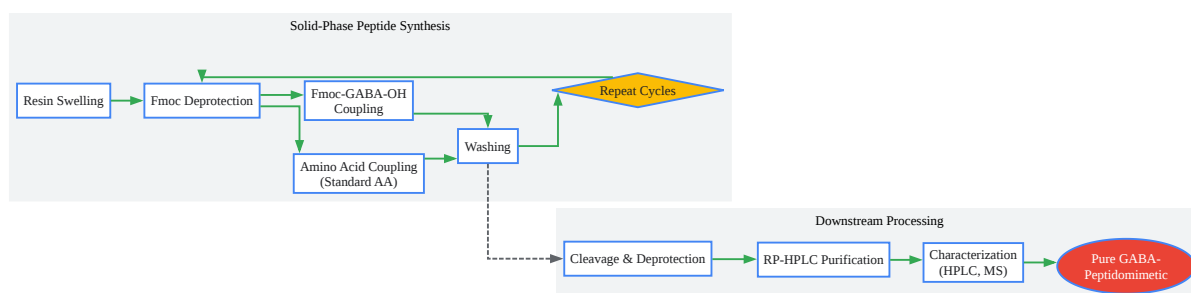 Solid-Phase Peptide Synthesis
Resin Swelling
Fmoc Deprotection
Fmoc-GABA-OH
Coupling
Repeat Cycles
Washing
Amino Acid Coupling
(Standard AA)
Downstream Processing
Cleavage & Deprotection
RP-HPLC Purification
Characterization
(HPLC, MS)
Pure GABA-
Peptidomimetic